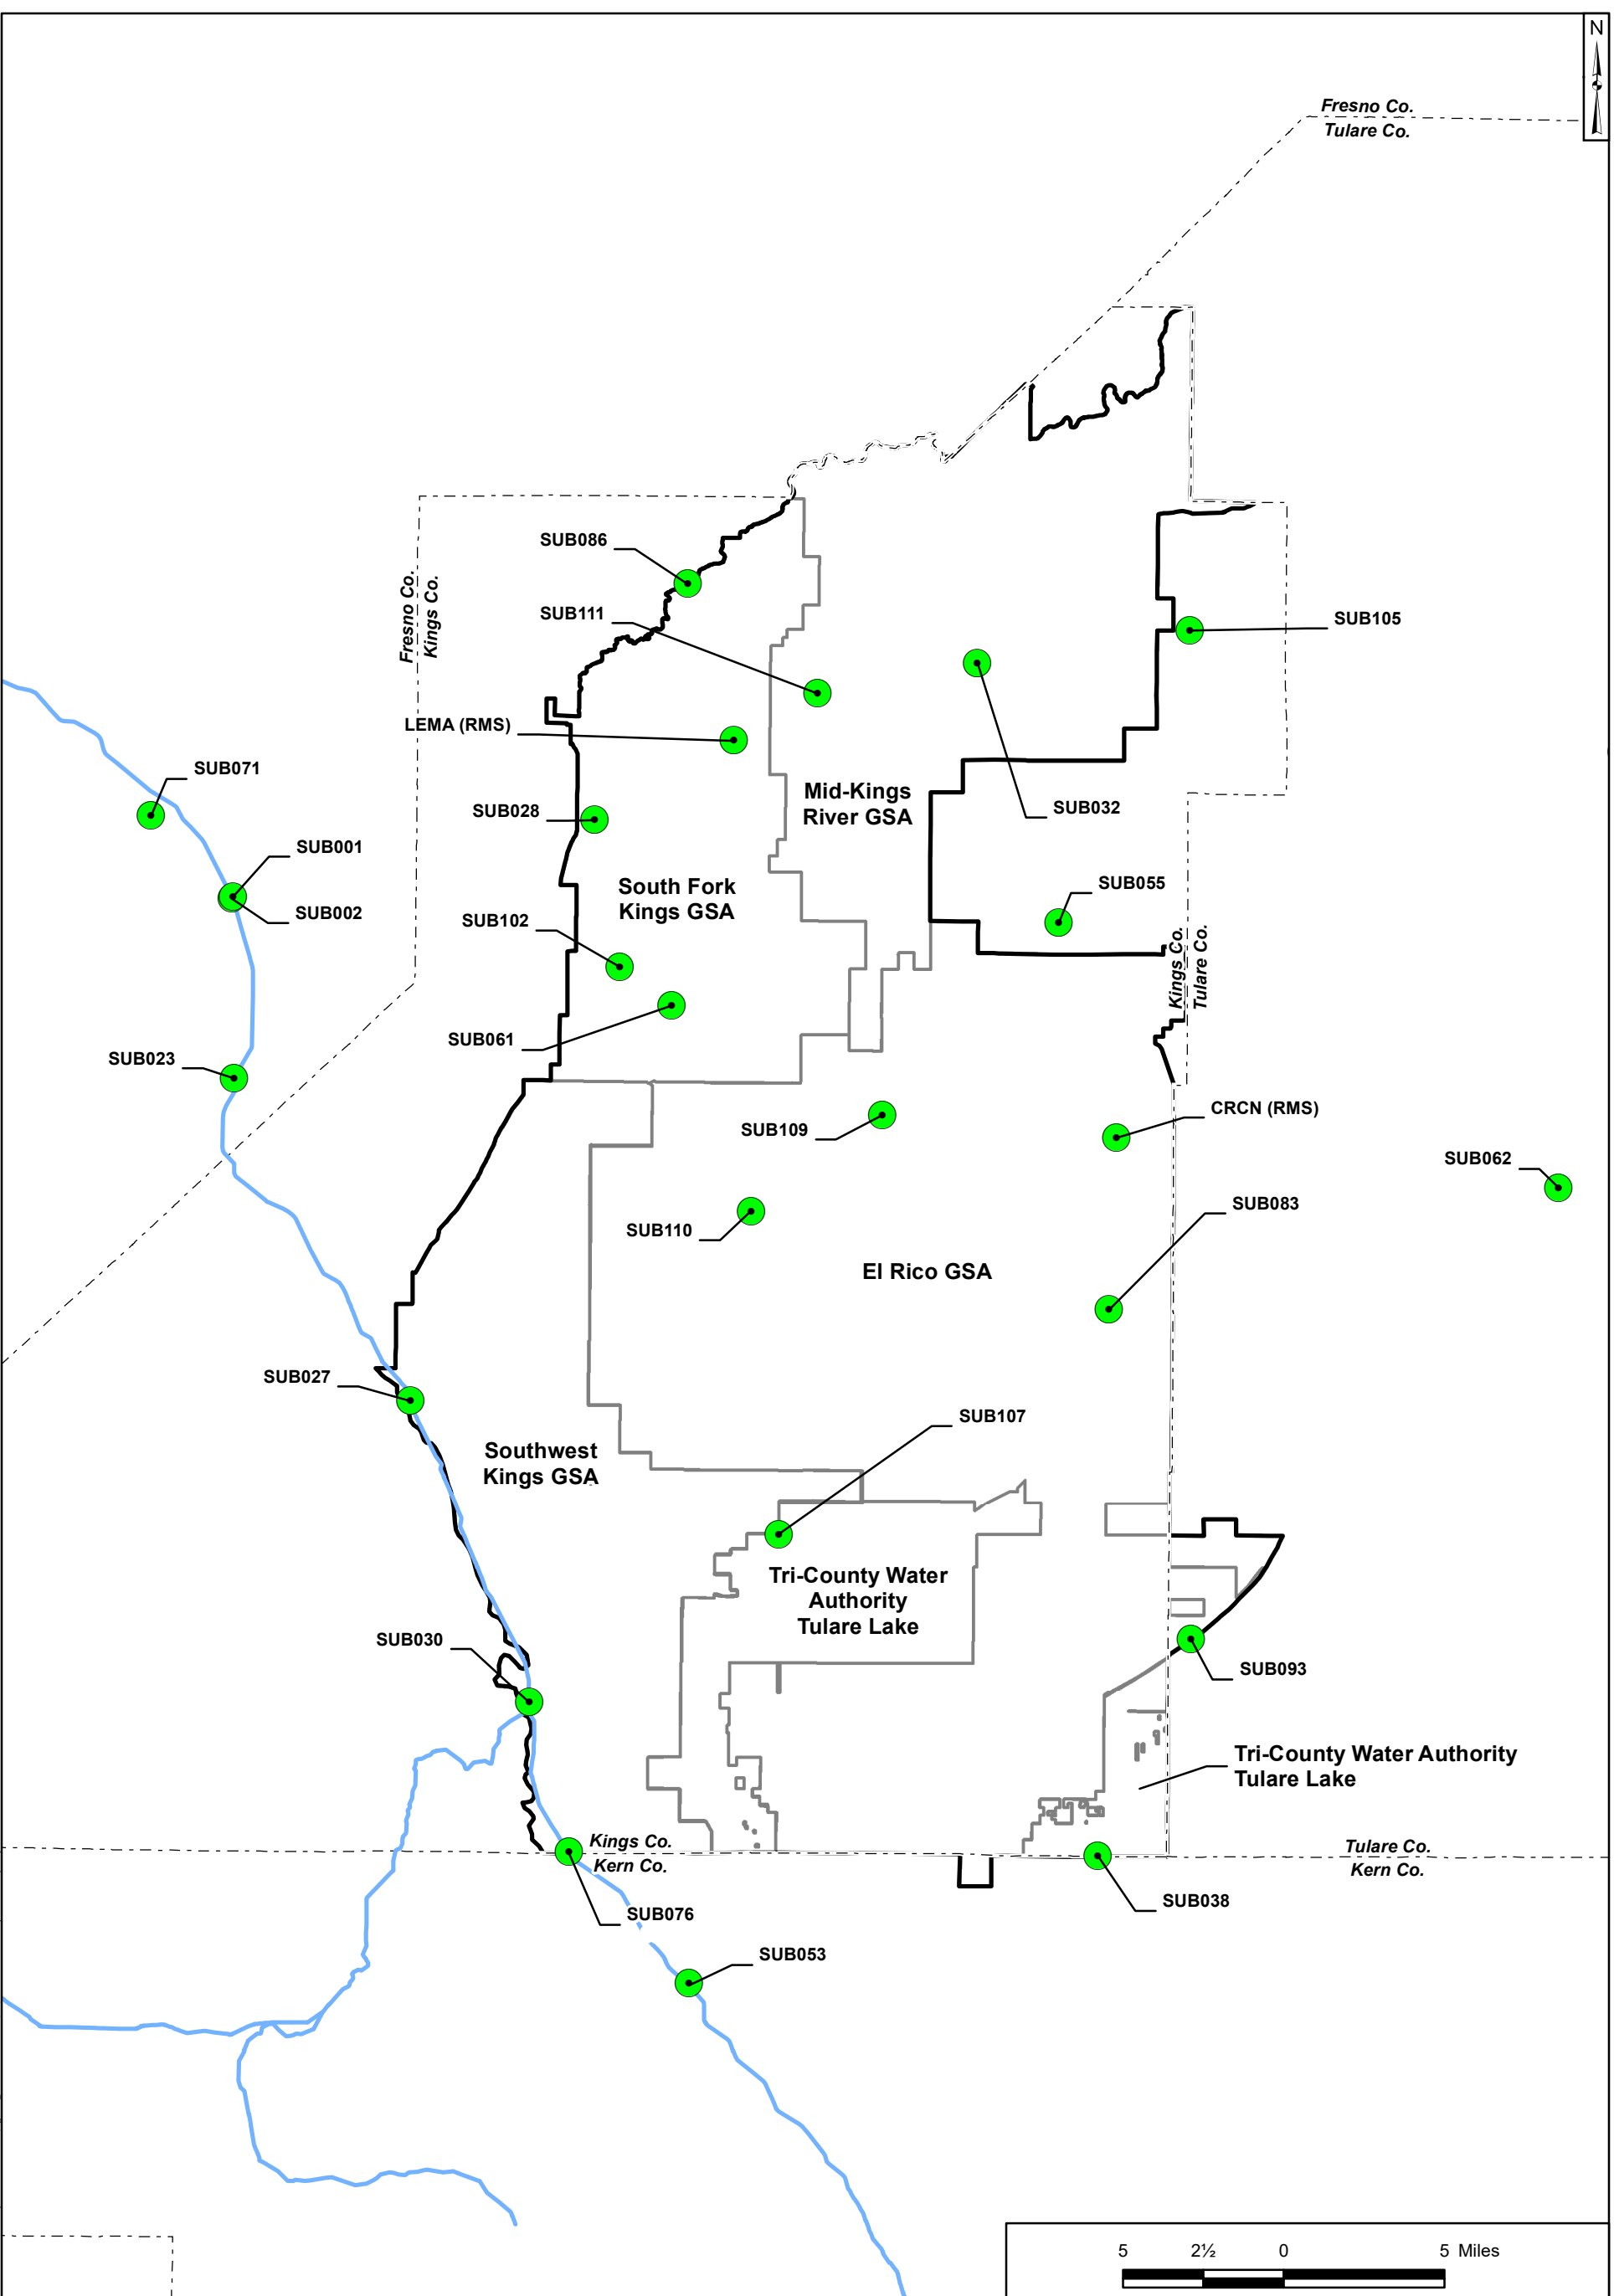 N
Fresno Co.
Tulare Co.
SUB086
Fresno Co.
Kings Co.
SUB111
SUB105
LEMA (RMS)
SUB071
SUB028
Mid-Kings
River GSA
SUB032
SUB001
SUB002
South Fork
Kings GSA
SUB055
SUB102
Kings Co.
Tulare Co.
SUB061
SUB023
CRCN (RMS)
SUB109
SUB062
SUB083
SUB110
El Rico GSA
SUB027
SUB107
Southwest
Kings GSA
Tri-County Water
Authority
Tulare Lake
SUB030
SUB093
Tri-County Water Authority
Tulare Lake
Kings Co.
Kern Co.
Tulare Co.
Kern Co.
SUB076
SUB038
SUB053
5 2½ 0 5 Miles